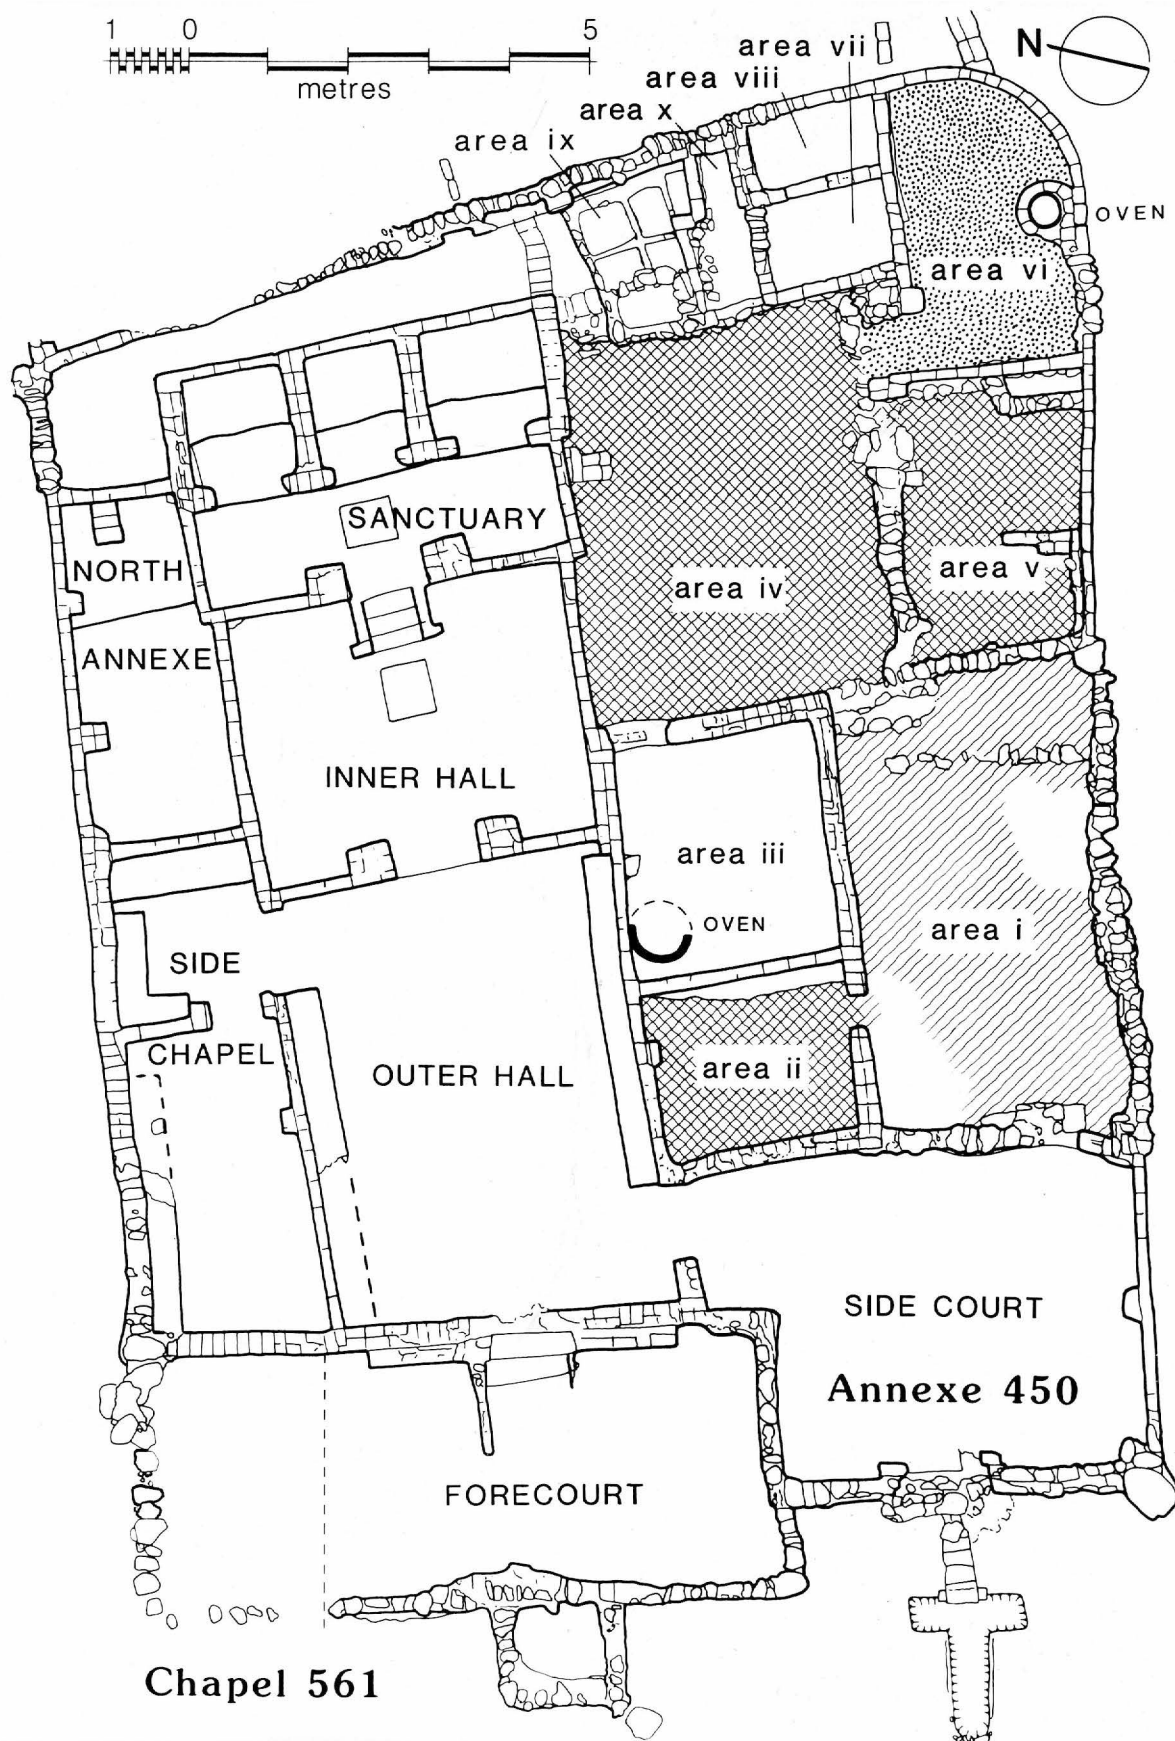 1 0 5
metres
N
area vii
area viii
area x
area ix
OVEN
area vi
SANCTUARY
NORTH
area v
area iv
ANNEXE
INNER HALL
area iii
OVEN
area i
SIDE
CHAPEL
OUTER HALL
area ii
SIDE COURT
Annexe 450
FORECOURT
Chapel 561